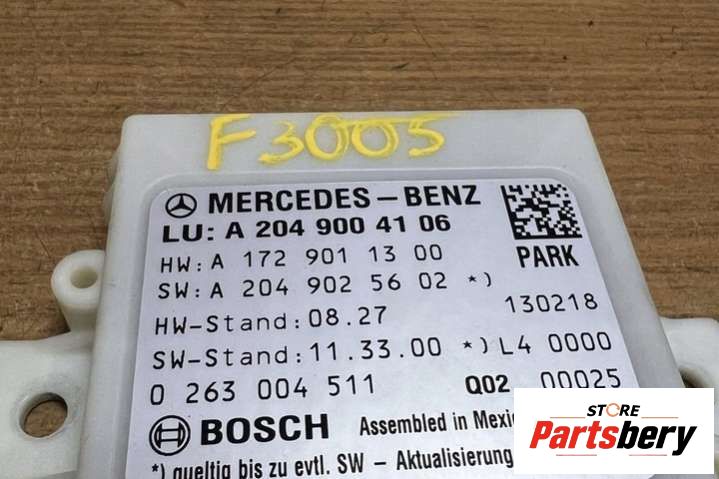 F3005
MERCEDES-BENZ
LU: A 204 900 41 06
HW: A 172 901 13 00
SW: A 204 902 56 02 *)
PARK
HW-Stand: 08.27
130218
SW-Stand: 11.33.00 *) L4 0000
0 263 004 511 Q02 00025
BOSCH Assembled in Mexic
*) gueltig bis zu evtl. SW - Aktualisierung
STORE
Partsbery